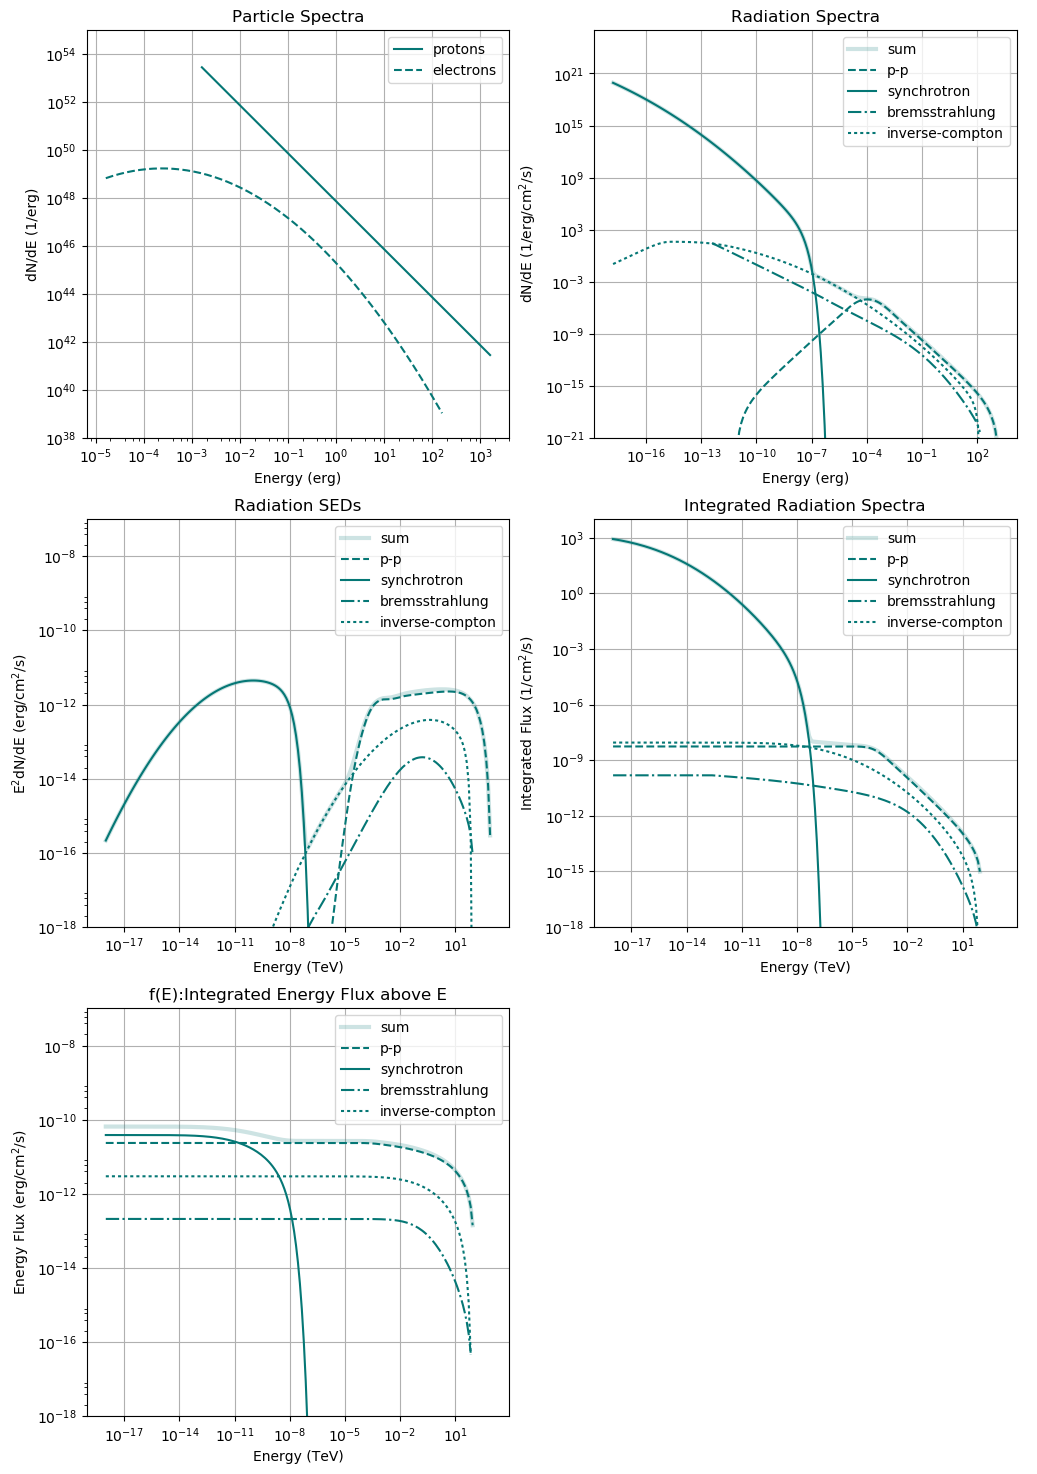 Particle Spectra
dN/dE (1/erg)
10^54
10^52
10^50
10^48
10^46
10^44
10^42
10^40
10^38
protons
electrons
10^−5 10^−4 10^−3 10^−2 10^−1 10^0 10^1 10^2 10^3
Energy (erg)
Radiation Spectra
dN/dE (1/erg/cm²/s)
10^21
10^15
10^9
10^3
10^−3
10^−9
10^−15
10^−21
sum
p-p
synchrotron
bremsstrahlung
inverse-compton
10^−16 10^−13 10^−10 10^−7 10^−4 10^−1 10^2
Energy (erg)
Radiation SEDs
E²dN/dE (erg/cm²/s)
10^−8
10^−10
10^−12
10^−14
10^−16
10^−18
sum
p-p
synchrotron
bremsstrahlung
inverse-compton
10^−17 10^−14 10^−11 10^−8 10^−5 10^−2 10^1
Energy (TeV)
Integrated Radiation Spectra
Integrated Flux (1/cm²/s)
10^3
10^0
10^−3
10^−6
10^−9
10^−12
10^−15
10^−18
sum
p-p
synchrotron
bremsstrahlung
inverse-compton
10^−17 10^−14 10^−11 10^−8 10^−5 10^−2 10^1
Energy (TeV)
f(E):Integrated Energy Flux above E
Energy Flux (erg/cm²/s)
10^−8
10^−10
10^−12
10^−14
10^−16
10^−18
sum
p-p
synchrotron
bremsstrahlung
inverse-compton
10^−17 10^−14 10^−11 10^−8 10^−5 10^−2 10^1
Energy (TeV)